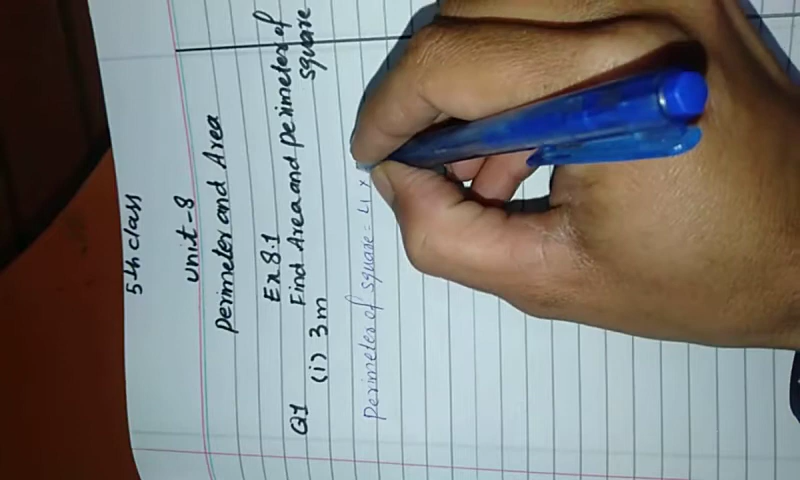 5th class
Unit-8
Perimeter and Area
Ex 8.1
Q1 Find Area and Perimeter of
square
(i) 3m
Perimeter of square = 4 ×